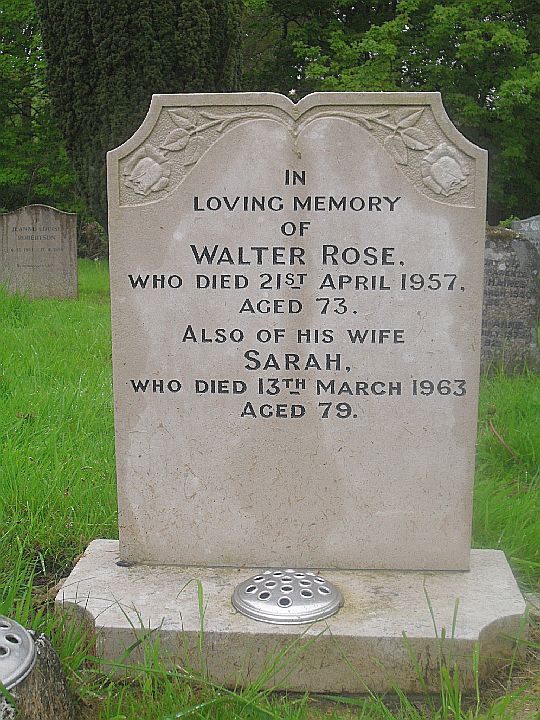 IN
LOVING MEMORY
OF
WALTER ROSE.
WHO DIED 21ST APRIL 1957.
AGED 73.
ALSO OF HIS WIFE
SARAH,
WHO DIED 13TH MARCH 1963
AGED 79.
ROBERTSON